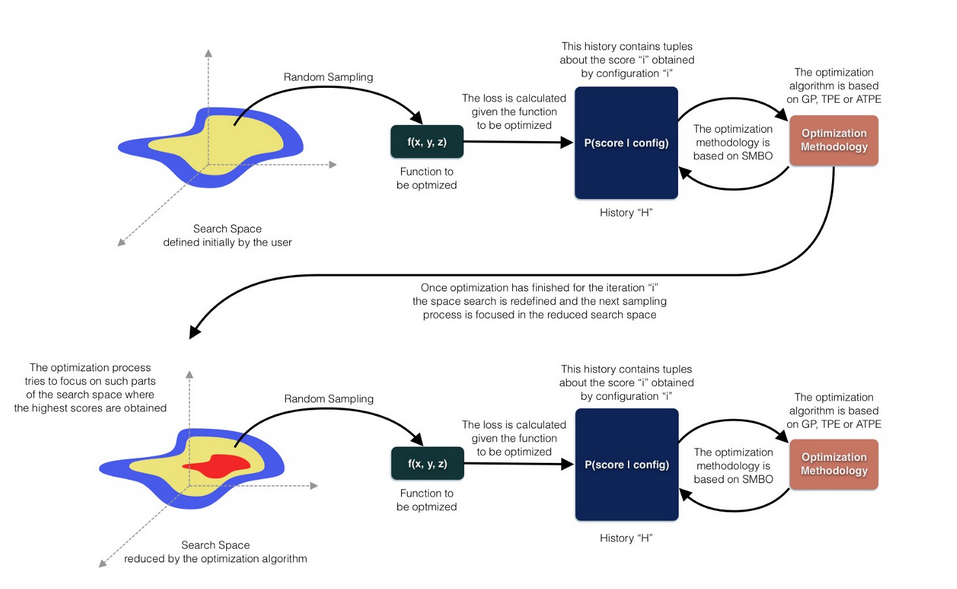 This history contains tuples
about the score “i” obtained
by configuration “i”
The optimization
algorithm is based
on GP, TPE or ATPE
Random Sampling
The loss is calculated
given the function
to be optimized
f(x, y, z)
Function to
be optmized
P(score | config)
The optimization
methodology is
based on SMBO
Optimization
Methodology
History “H”
Search Space
defined initially by the user
Once optimization has finished for the iteration “i”
the space search is redefined and the next sampling
process is focused in the reduced search space
The optimization process
tries to focus on such parts
of the search space where
the highest scores are obtained
This history contains tuples
about the score “i” obtained
by configuration “i”
The optimization
algorithm is based
on GP, TPE or ATPE
Random Sampling
The loss is calculated
given the function
to be optimized
f(x, y, z)
Function to
be optmized
P(score | config)
The optimization
methodology is
based on SMBO
Optimization
Methodology
History “H”
Search Space
reduced by the optimization algorithm